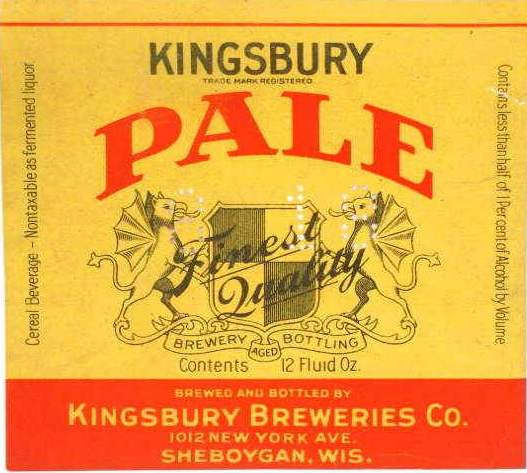 KINGSBURY
TRADE MARK REGISTERED
PALE
Cereal Beverage – Nontaxable as fermented liquor
Contains less than half of 1 Per cent of Alcohol by Volume
Finest
Quality
BREWERY AGED BOTTLING
Contents 12 Fluid Oz.
BREWED AND BOTTLED BY
KINGSBURY BREWERIES CO.
1012 NEW YORK AVE.
SHEBOYGAN, WIS.